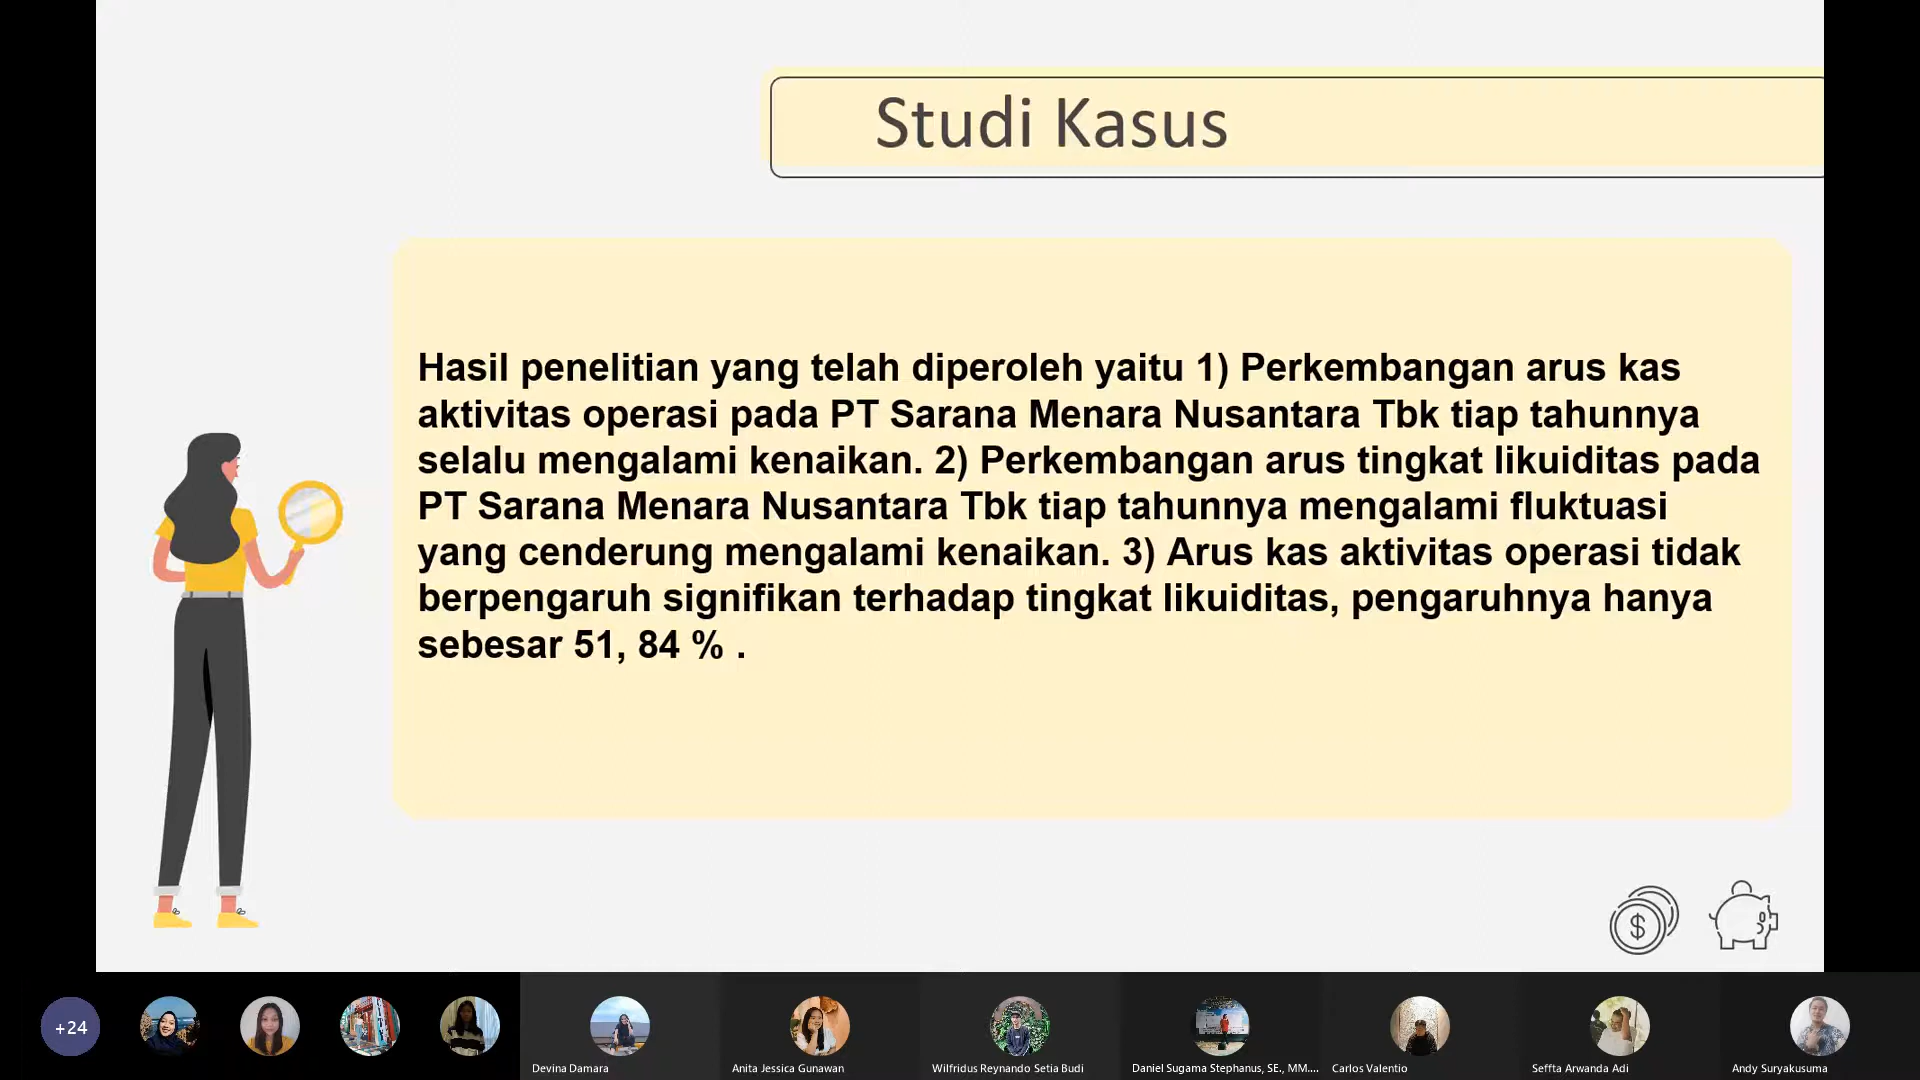 Studi Kasus
Hasil penelitian yang telah diperoleh yaitu 1) Perkembangan arus kas
aktivitas operasi pada PT Sarana Menara Nusantara Tbk tiap tahunnya
selalu mengalami kenaikan. 2) Perkembangan arus tingkat likuiditas pada
PT Sarana Menara Nusantara Tbk tiap tahunnya mengalami fluktuasi
yang cenderung mengalami kenaikan. 3) Arus kas aktivitas operasi tidak
berpengaruh signifikan terhadap tingkat likuiditas, pengaruhnya hanya
sebesar 51, 84 % .
$
+24
Devina Damara
Anita Jessica Gunawan
Wilfridus Reynando Setia Budi
Daniel Sugama Stephanus, SE., MM....
Carlos Valentio
Seffta Arwanda Adi
Andy Suryakusuma